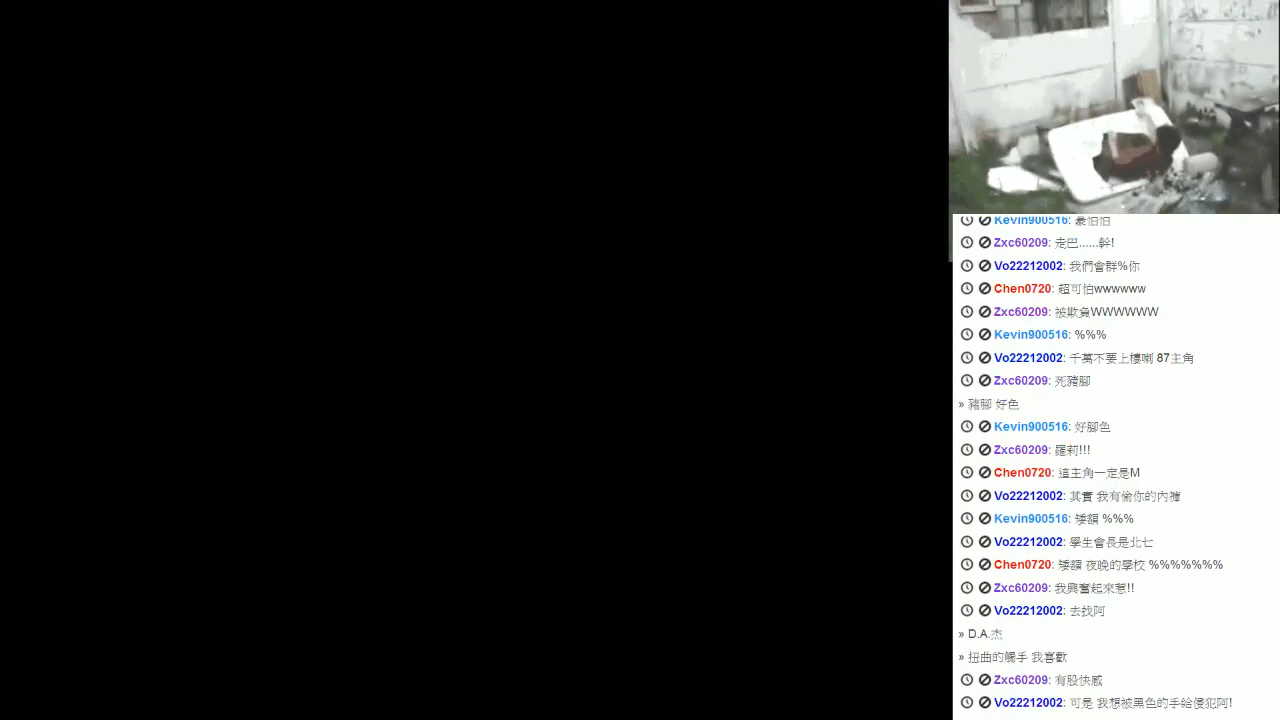 Kevin900516: 豪怕怕
Zxc60209: 走巴......幹!
Vo22212002: 我們會群%你
Chen0720: 超可怕wwwwww
Zxc60209: 被欺負WWWWWW
Kevin900516: %%%
Vo22212002: 千萬不要上樓喇 87主角
Zxc60209: 死豬腳
» 豬腳 好色
Kevin900516: 好腳色
Zxc60209: 羅莉!!!
Chen0720: 這主角一定是M
Vo22212002: 其實 我有偷你的內褲
Kevin900516: 矮額 %%%
Vo22212002: 學生會長是北七
Chen0720: 矮額 夜晚的學校 %%%%%%%
Zxc60209: 我興奮起來惹!!
Vo22212002: 去找阿
» D.A.杰
» 扭曲的觸手 我喜歡
Zxc60209: 有股快感
Vo22212002: 可是 我想被黑色的手給侵犯阿!